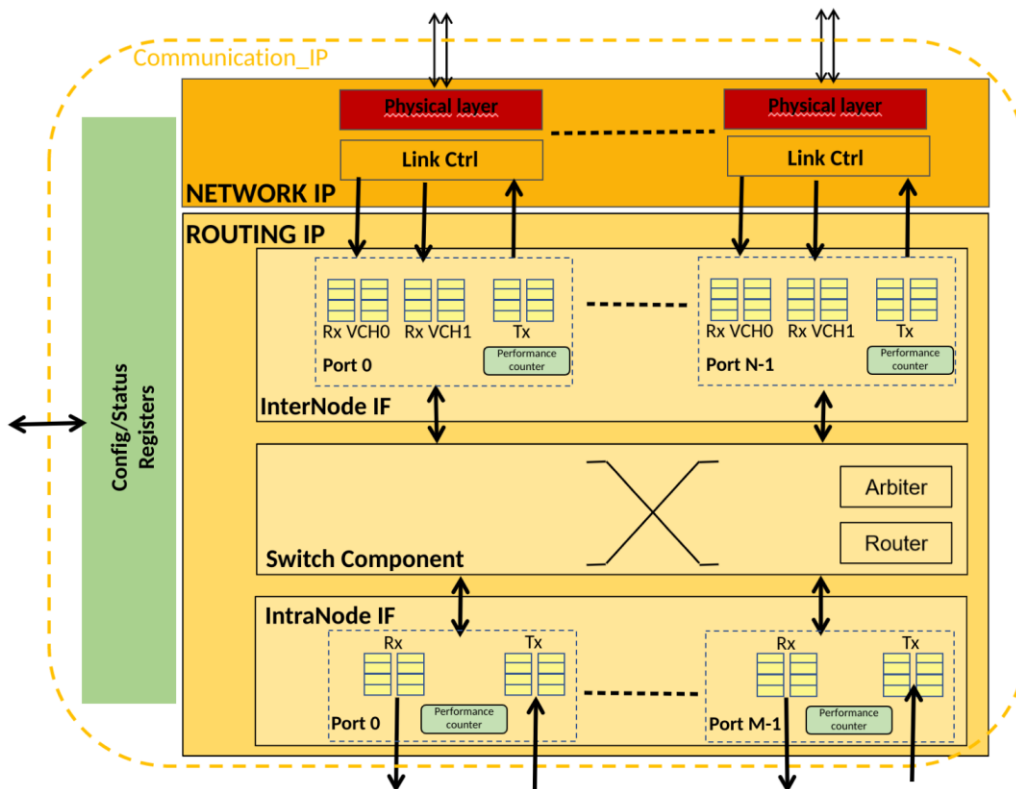 Communication_IP
Physical layer
Physical layer
Link Ctrl
Link Ctrl
NETWORK IP
ROUTING IP
Rx VCH0
Rx VCH1
Tx
Performance
counter
Port 0
Rx VCH0
Rx VCH1
Tx
Performance
counter
Port N-1
InterNode IF
Config/Status
Registers
Arbiter
Router
Switch Component
IntraNode IF
Rx
Tx
Performance
counter
Port 0
Rx
Tx
Performance
counter
Port M-1